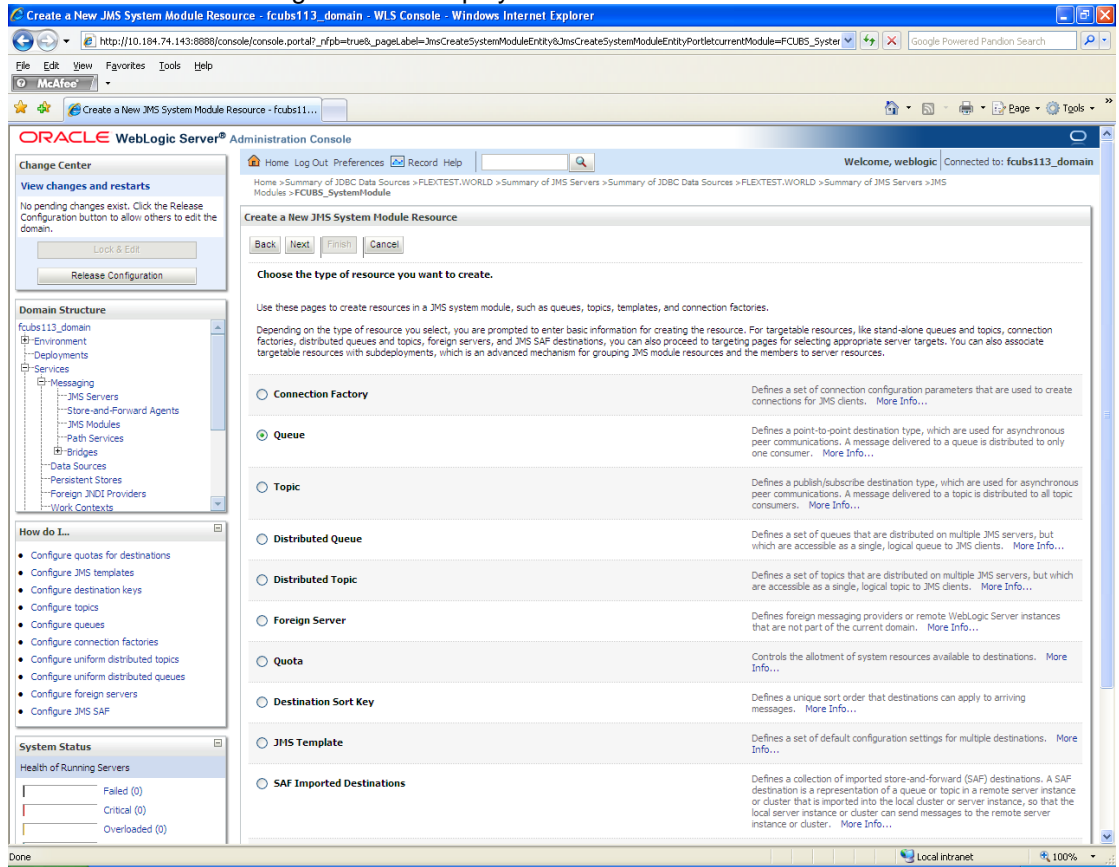 Create a New JMS System Module Resource - fcubs113_domain - WLS Console - Windows Internet Explorer
http://10.184.74.143:8888/console/console.portal?_nfpb=true&_pageLabel=JmsCreateSystemModuleEntity&JmsCreateSystemModuleEntityPortletcurrentModule=FCUBS_Syster
Google Powered Pandion Search
File Edit View Favorites Tools Help
McAfee
Create a New JMS System Module Resource - fcubs11...
Page Tools
ORACLE WebLogic Server® Administration Console
Change Center
View changes and restarts
No pending changes exist. Click the Release
Configuration button to allow others to edit the
domain.
Lock & Edit
Release Configuration
Domain Structure
fcubs113_domain
Environment
Deployments
Services
Messaging
JMS Servers
Store-and-Forward Agents
JMS Modules
Path Services
Bridges
Data Sources
Persistent Stores
Foreign JNDI Providers
Work Contexts
How do I...
Configure quotas for destinations
Configure JMS templates
Configure destination keys
Configure topics
Configure queues
Configure connection factories
Configure uniform distributed topics
Configure uniform distributed queues
Configure foreign servers
Configure JMS SAF
System Status
Health of Running Servers
Failed (0)
Critical (0)
Overloaded (0)
Home Log Out Preferences Record Help
Welcome, weblogic Connected to: fcubs113_domain
Home >Summary of JDBC Data Sources >FLEXTEST.WORLD >Summary of JMS Servers >Summary of JDBC Data Sources >FLEXTEST.WORLD >Summary of JMS Servers >JMS
Modules >FCUBS_SystemModule
Create a New JMS System Module Resource
Back Next Finish Cancel
Choose the type of resource you want to create.
Use these pages to create resources in a JMS system module, such as queues, topics, templates, and connection factories.
Depending on the type of resource you select, you are prompted to enter basic information for creating the resource. For targetable resources, like stand-alone queues and topics, connection
factories, distributed queues and topics, foreign servers, and JMS SAF destinations, you can also proceed to targeting pages for selecting appropriate server targets. You can also associate
targetable resources with subdeployments, which is an advanced mechanism for grouping JMS module resources and the members to server resources.
Connection Factory
Defines a set of connection configuration parameters that are used to create
connections for JMS clients. More Info...
Queue
Defines a point-to-point destination type, which are used for asynchronous
peer communications. A message delivered to a queue is distributed to only
one consumer. More Info...
Topic
Defines a publish/subscribe destination type, which are used for asynchronous
peer communications. A message delivered to a topic is distributed to all topic
consumers. More Info...
Distributed Queue
Defines a set of queues that are distributed on multiple JMS servers, but
which are accessible as a single, logical queue to JMS clients. More Info...
Distributed Topic
Defines a set of topics that are distributed on multiple JMS servers, but which
are accessible as a single, logical topic to JMS clients. More Info...
Foreign Server
Defines foreign messaging providers or remote WebLogic Server instances
that are not part of the current domain. More Info...
Quota
Controls the allotment of system resources available to destinations. More
Info...
Destination Sort Key
Defines a unique sort order that destinations can apply to arriving
messages. More Info...
JMS Template
Defines a set of default configuration settings for multiple destinations. More
Info...
SAF Imported Destinations
Defines a collection of imported store-and-forward (SAF) destinations. A SAF
destination is a representation of a queue or topic in a remote server instance
or cluster that is imported into the local cluster or server instance, so that the
local server instance or cluster can send messages to the remote server
instance or cluster. More Info...
Done
Local intranet
100%